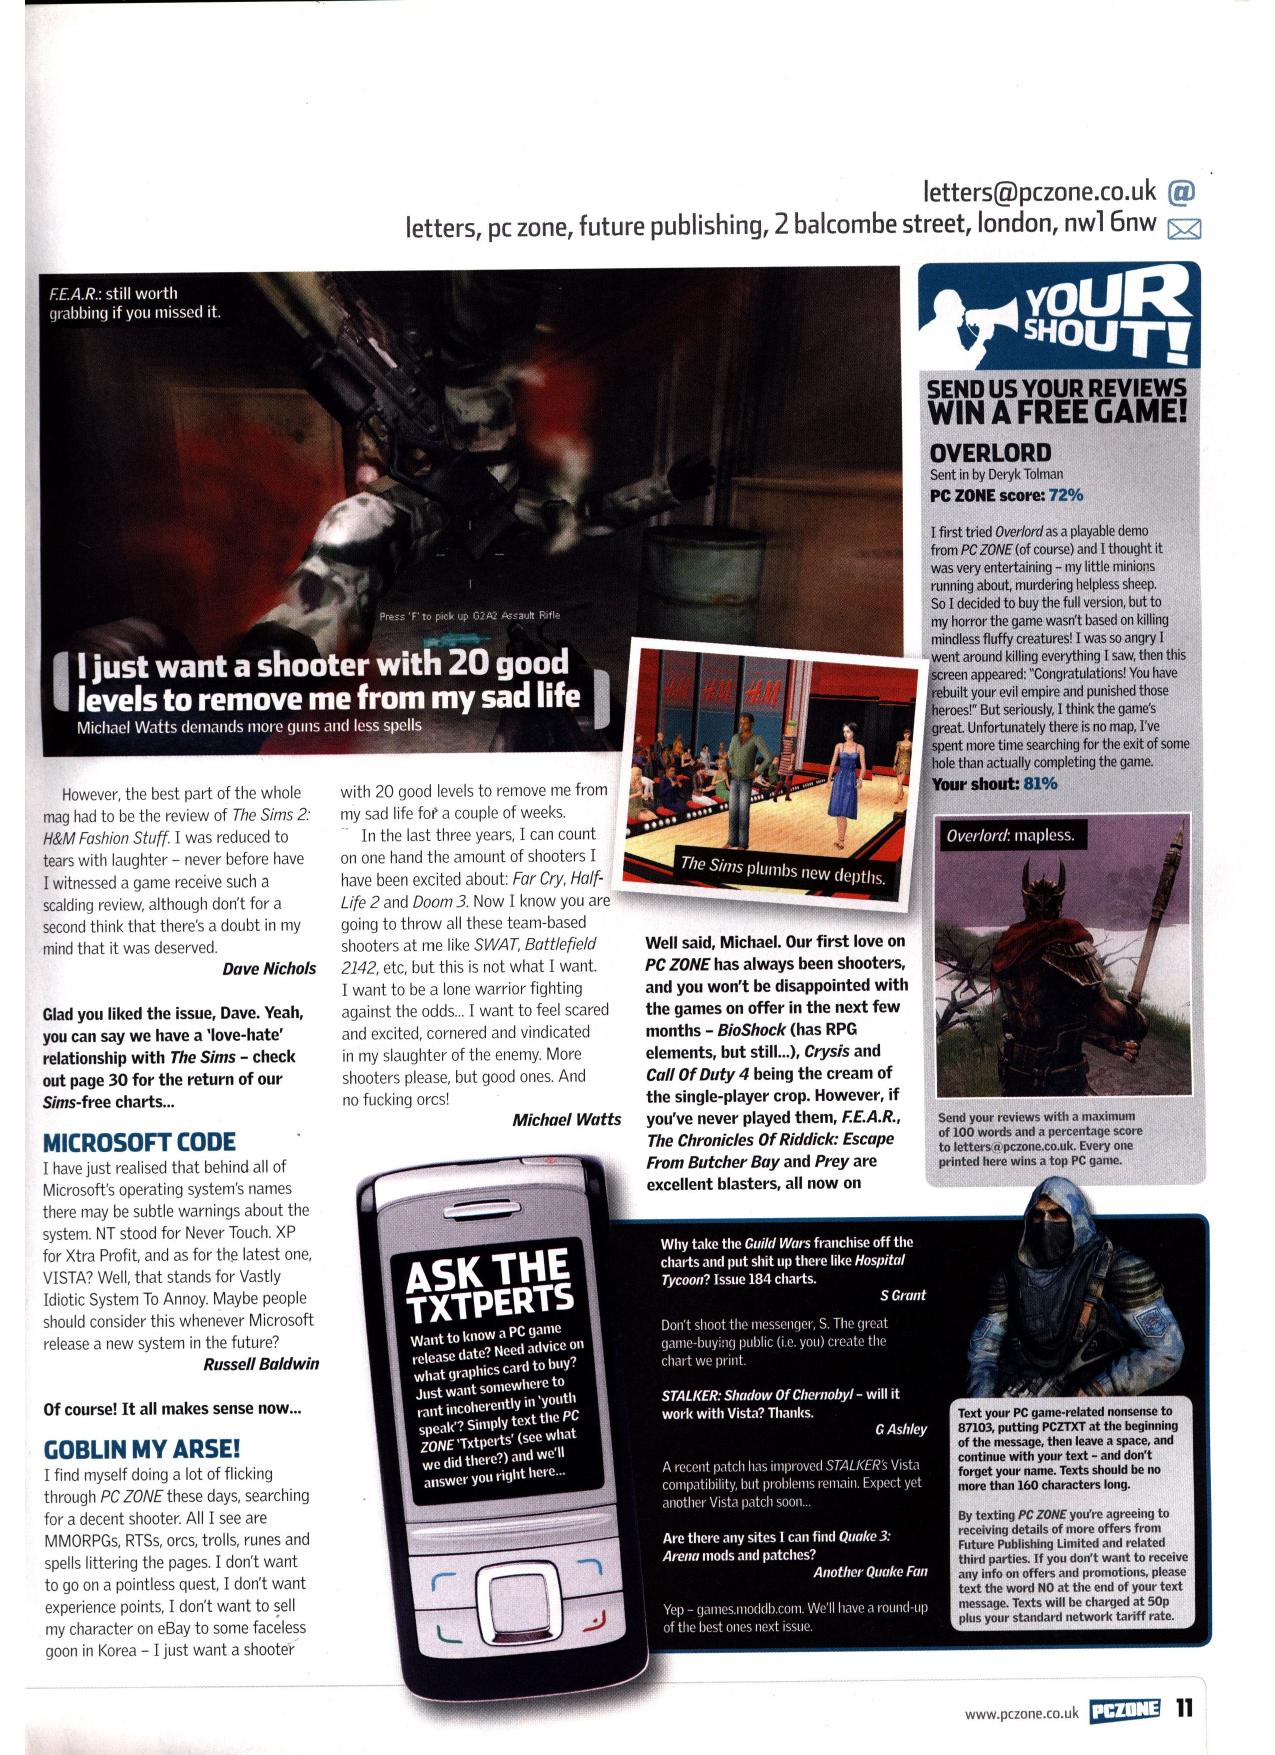 letters@pczone.co.uk @
letters, pc zone, future publishing, 2 balcombe street, london, nw1 6nw
F.E.A.R.: still worth
grabbing if you missed it.
Press 'F' to pick up G2A2 Assault Rifle
I just want a shooter with 20 good
levels to remove me from my sad life
Michael Watts demands more guns and less spells
However, the best part of the whole
mag had to be the review of The Sims 2:
H&M Fashion Stuff. I was reduced to
tears with laughter – never before have
I witnessed a game receive such a
scalding review, although don't for a
second think that there's a doubt in my
mind that it was deserved.
Dave Nichols
Glad you liked the issue, Dave. Yeah,
you can say we have a 'love-hate'
relationship with The Sims – check
out page 30 for the return of our
Sims-free charts...
MICROSOFT CODE
I have just realised that behind all of
Microsoft's operating system's names
there may be subtle warnings about the
system. NT stood for Never Touch. XP
for Xtra Profit, and as for the latest one,
VISTA? Well, that stands for Vastly
Idiotic System To Annoy. Maybe people
should consider this whenever Microsoft
release a new system in the future?
Russell Baldwin
Of course! It all makes sense now...
GOBLIN MY ARSE!
I find myself doing a lot of flicking
through PC ZONE these days, searching
for a decent shooter. All I see are
MMORPGs, RTSs, orcs, trolls, runes and
spells littering the pages. I don't want
to go on a pointless quest, I don't want
experience points, I don't want to sell
my character on eBay to some faceless
goon in Korea – I just want a shooter
with 20 good levels to remove me from
my sad life for a couple of weeks.
In the last three years, I can count
on one hand the amount of shooters I
have been excited about: Far Cry, Half-
Life 2 and Doom 3. Now I know you are
going to throw all these team-based
shooters at me like SWAT, Battlefield
2142, etc, but this is not what I want.
I want to be a lone warrior fighting
against the odds... I want to feel scared
and excited, cornered and vindicated
in my slaughter of the enemy. More
shooters please, but good ones. And
no fucking orcs!
Michael Watts
H&M H&M H&M
The Sims plumbs new depths.
Well said, Michael. Our first love on
PC ZONE has always been shooters,
and you won't be disappointed with
the games on offer in the next few
months – BioShock (has RPG
elements, but still...), Crysis and
Call Of Duty 4 being the cream of
the single-player crop. However, if
you've never played them, F.E.A.R.,
The Chronicles Of Riddick: Escape
From Butcher Bay and Prey are
excellent blasters, all now on
YOUR
SHOUT!
SEND US YOUR REVIEWS
WIN A FREE GAME!
OVERLORD
Sent in by Deryk Tolman
PC ZONE score: 72%
I first tried Overlord as a playable demo
from PC ZONE (of course) and I thought it
was very entertaining – my little minions
running about, murdering helpless sheep.
So I decided to buy the full version, but to
my horror the game wasn't based on killing
mindless fluffy creatures! I was so angry I
went around killing everything I saw, then this
screen appeared: "Congratulations! You have
rebuilt your evil empire and punished those
heroes!" But seriously, I think the game's
great. Unfortunately there is no map, I've
spent more time searching for the exit of some
hole than actually completing the game.
Your shout: 81%
Overlord: mapless.
Send your reviews with a maximum
of 100 words and a percentage score
to letters@pczone.co.uk. Every one
printed here wins a top PC game.
ASK THE
TXTPERTS
Want to know a PC game
release date? Need advice on
what graphics card to buy?
Just want somewhere to
rant incoherently in 'youth
speak'? Simply text the PC
ZONE 'Txtperts' (see what
we did there?) and we'll
answer you right here...
Why take the Guild Wars franchise off the
charts and put shit up there like Hospital
Tycoon? Issue 184 charts.
S Grant
Don't shoot the messenger, S. The great
game-buying public (i.e. you) create the
chart we print.
STALKER: Shadow Of Chernobyl – will it
work with Vista? Thanks.
G Ashley
A recent patch has improved STALKER's Vista
compatibility, but problems remain. Expect yet
another Vista patch soon...
Are there any sites I can find Quake 3:
Arena mods and patches?
Another Quake Fan
Yep – games.moddb.com. We'll have a round-up
of the best ones next issue.
Text your PC game-related nonsense to
87103, putting PCZTXT at the beginning
of the message, then leave a space, and
continue with your text – and don't
forget your name. Texts should be no
more than 160 characters long.
By texting PC ZONE you're agreeing to
receiving details of more offers from
Future Publishing Limited and related
third parties. If you don't want to receive
any info on offers and promotions, please
text the word NO at the end of your text
message. Texts will be charged at 50p
plus your standard network tariff rate.
www.pczone.co.uk PCZONE 11